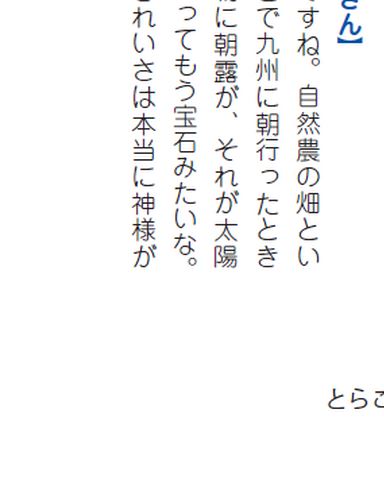 さん】
すね。自然農の畑とい
で九州に朝行ったとき
に朝露が、それが太陽
ってもう宝石みたいな。
れいさは本当に神様が
とらこ